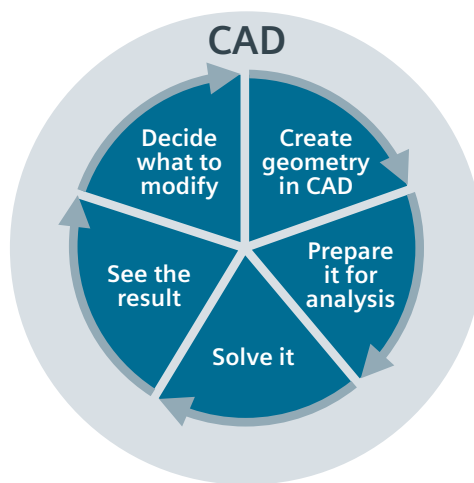 CAD
Create
geometry
in CAD
Prepare
it for
analysis
Solve it
See the
result
Decide
what to
modify